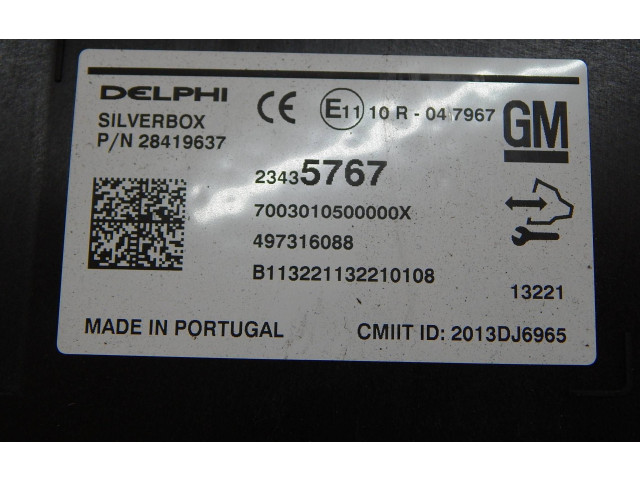 DELPHI
SILVERBOX
P/N 28419637
CE E11 10 R - 04 7967
GM
23435767
7003010500000X
497316088
B113221132210108
13221
MADE IN PORTUGAL
CMIIT ID: 2013DJ6965